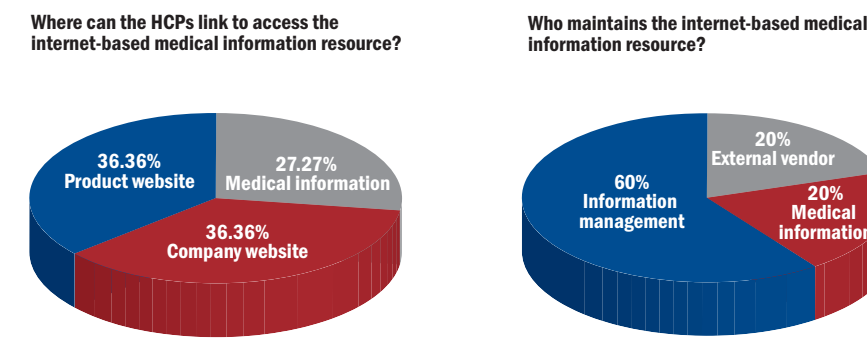 Where can the HCPs link to access the
internet-based medical information resource?
36.36%
Product website
27.27%
Medical information
36.36%
Company website
Who maintains the internet-based medical
information resource?
20%
External vendor
60%
Information
management
20%
Medical
information